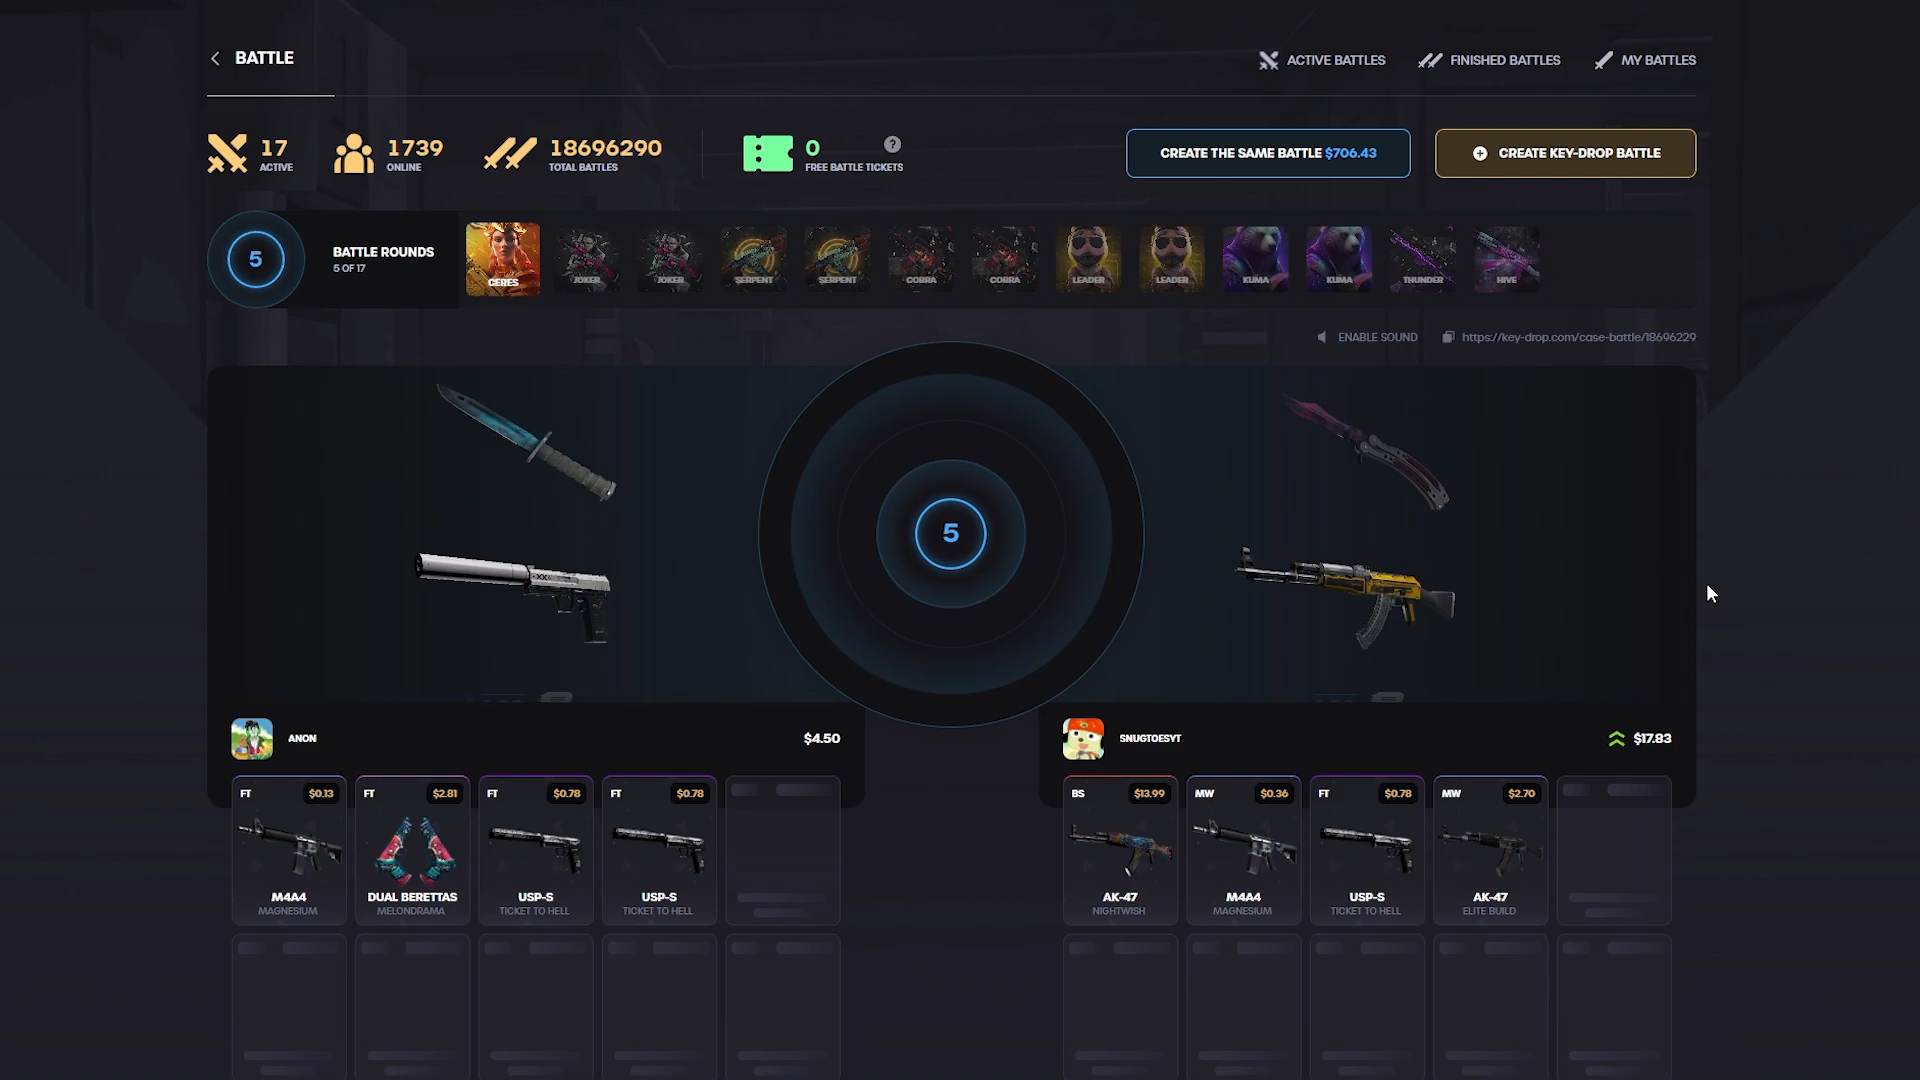 BATTLE
ACTIVE BATTLES
FINISHED BATTLES
MY BATTLES
17
ACTIVE
1739
ONLINE
18696290
TOTAL BATTLES
0
?
FREE BATTLE TICKETS
CREATE THE SAME BATTLE $706.43
CREATE KEY-DROP BATTLE
5
BATTLE ROUNDS
5 OF 17
CERES
JOKER
JOKER
SERPENT
SERPENT
COBRA
COBRA
LEADER
LEADER
KUMA
KUMA
THUNDER
HIVE
ENABLE SOUND
https://key-drop.com/case-battle/18696229
5
ANON
$4.50
SNUGTOESYT
$17.83
FT $0.13
M4A4
MAGNESIUM
FT $2.81
DUAL BERETTAS
MELONDRAMA
FT $0.78
USP-S
TICKET TO HELL
FT $0.78
USP-S
TICKET TO HELL
BS $13.99
AK-47
NIGHTWISH
MW $0.36
M4A4
MAGNESIUM
FT $0.78
USP-S
TICKET TO HELL
MW $2.70
AK-47
ELITE BUILD